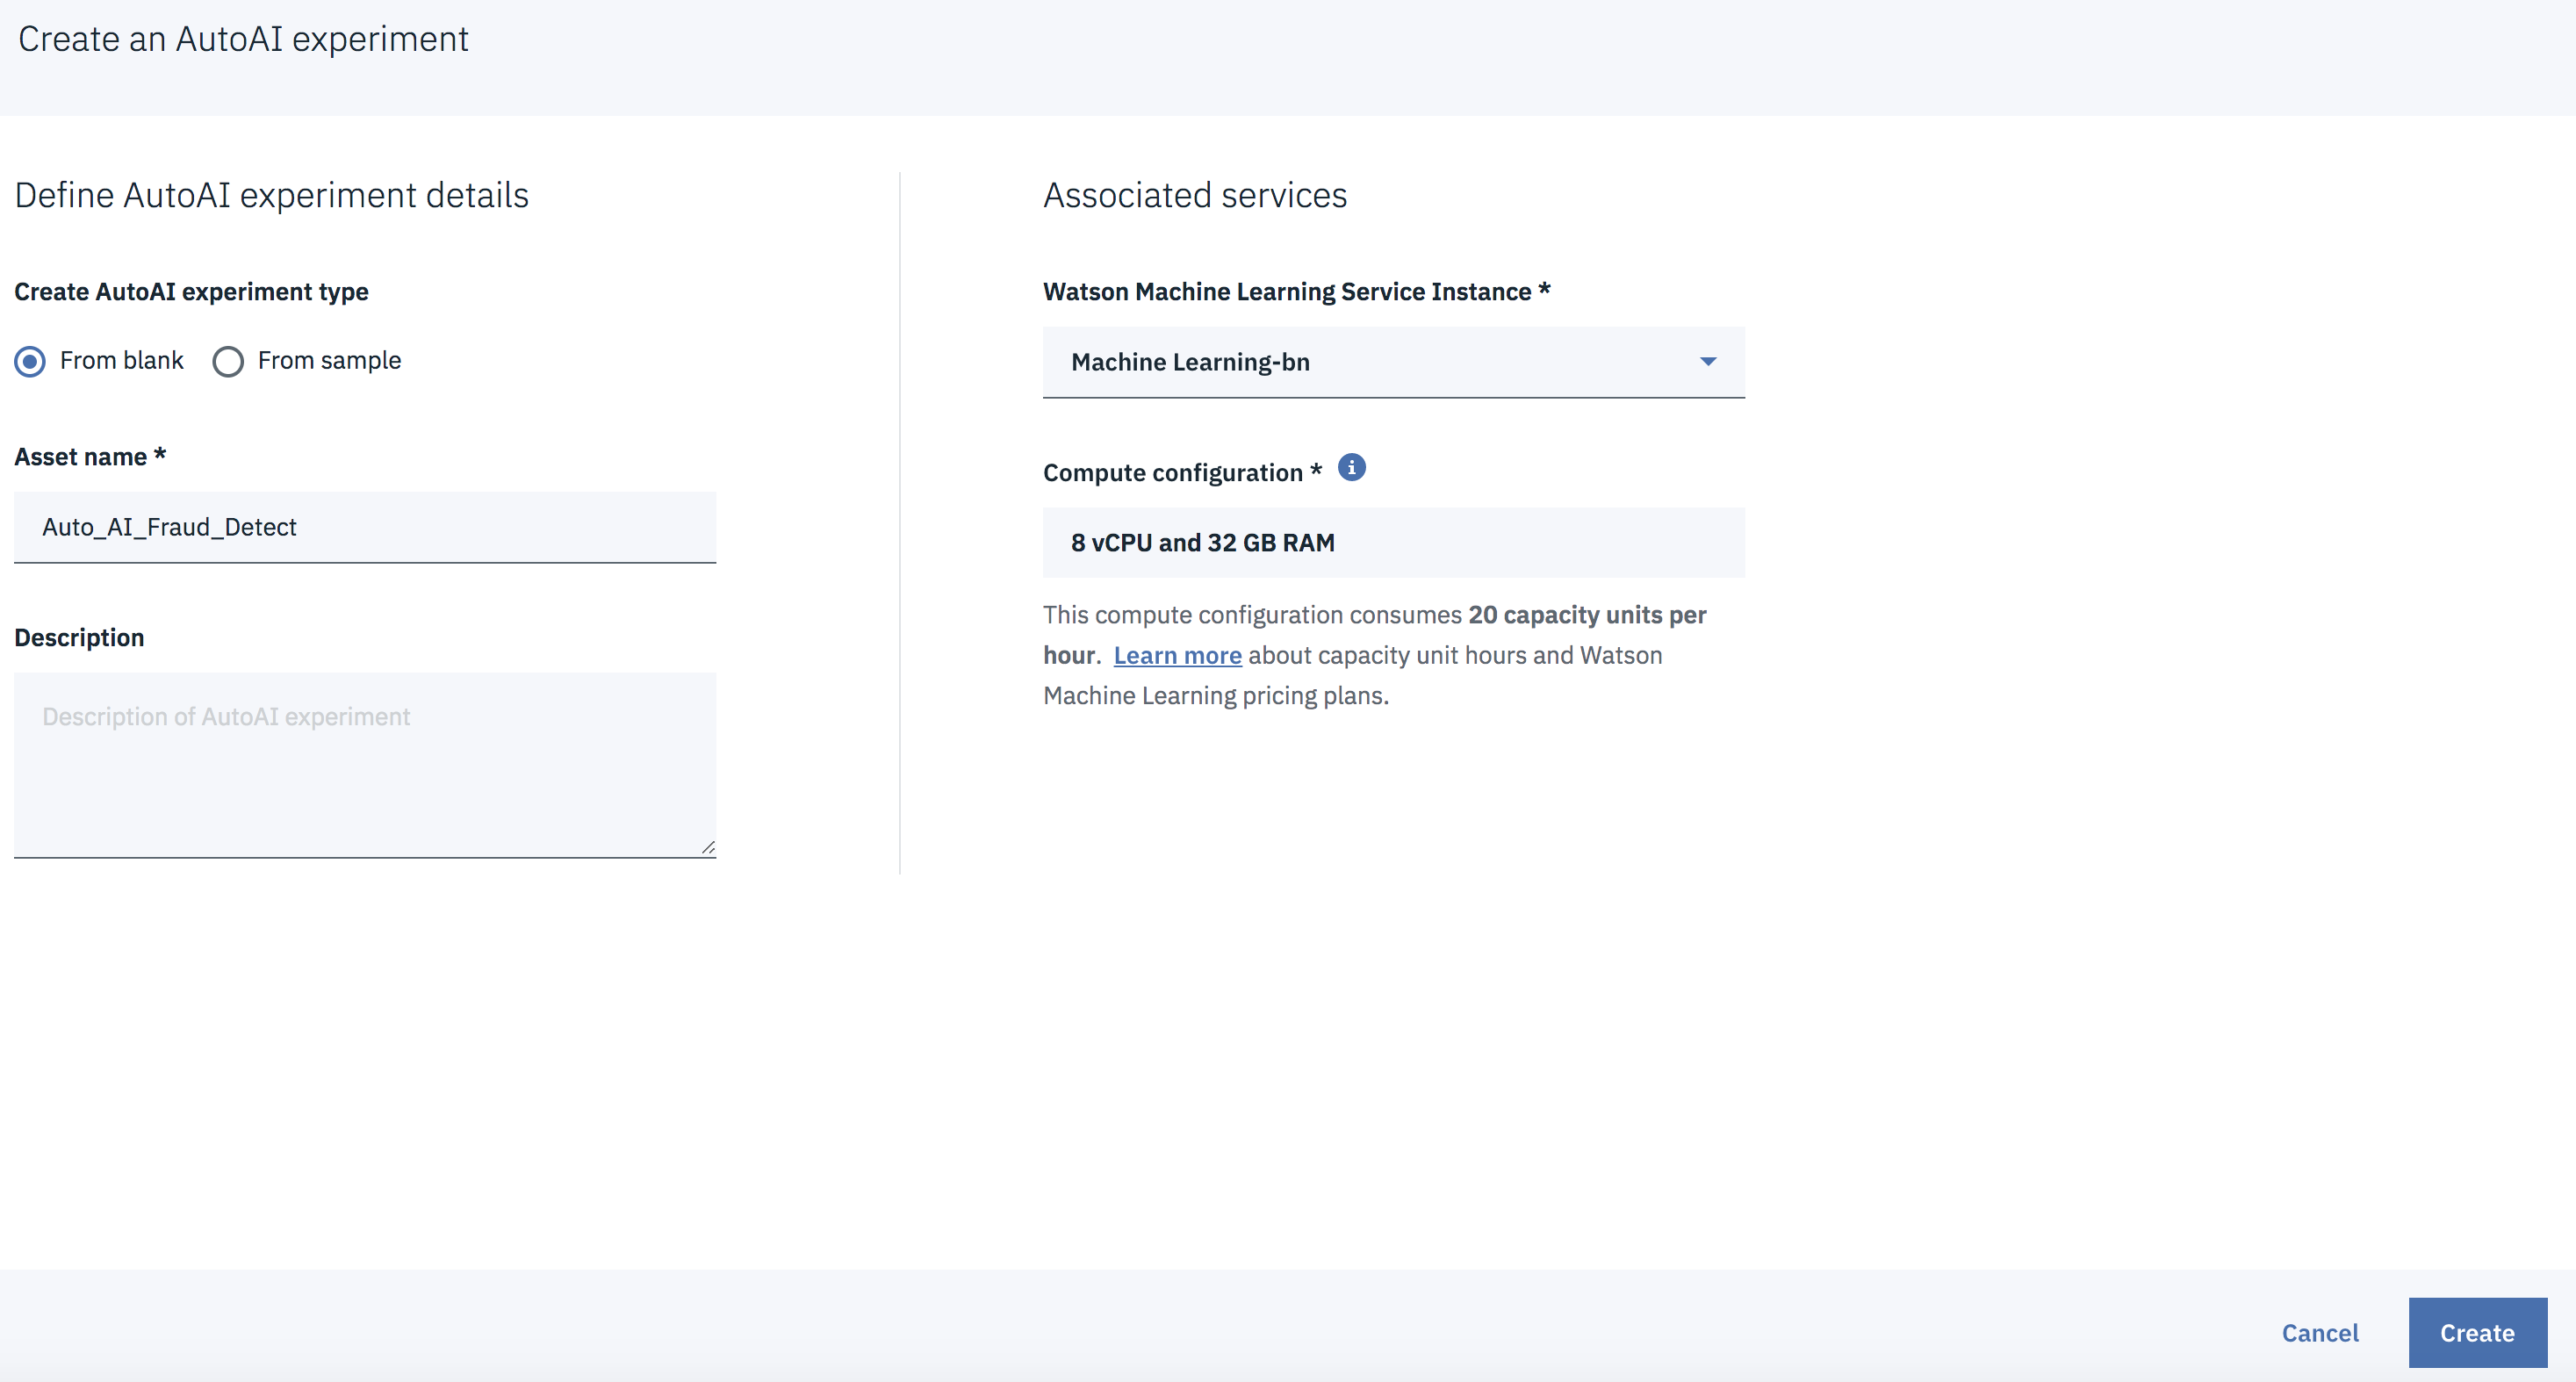 Create an AutoAI experiment
Define AutoAI experiment details
Create AutoAI experiment type
From blank From sample
Asset name *
Auto_AI_Fraud_Detect
Description
Description of AutoAI experiment
Associated services
Watson Machine Learning Service Instance *
Machine Learning-bn
Compute configuration *
8 vCPU and 32 GB RAM
This compute configuration consumes 20 capacity units per
hour. Learn more about capacity unit hours and Watson
Machine Learning pricing plans.
Cancel Create